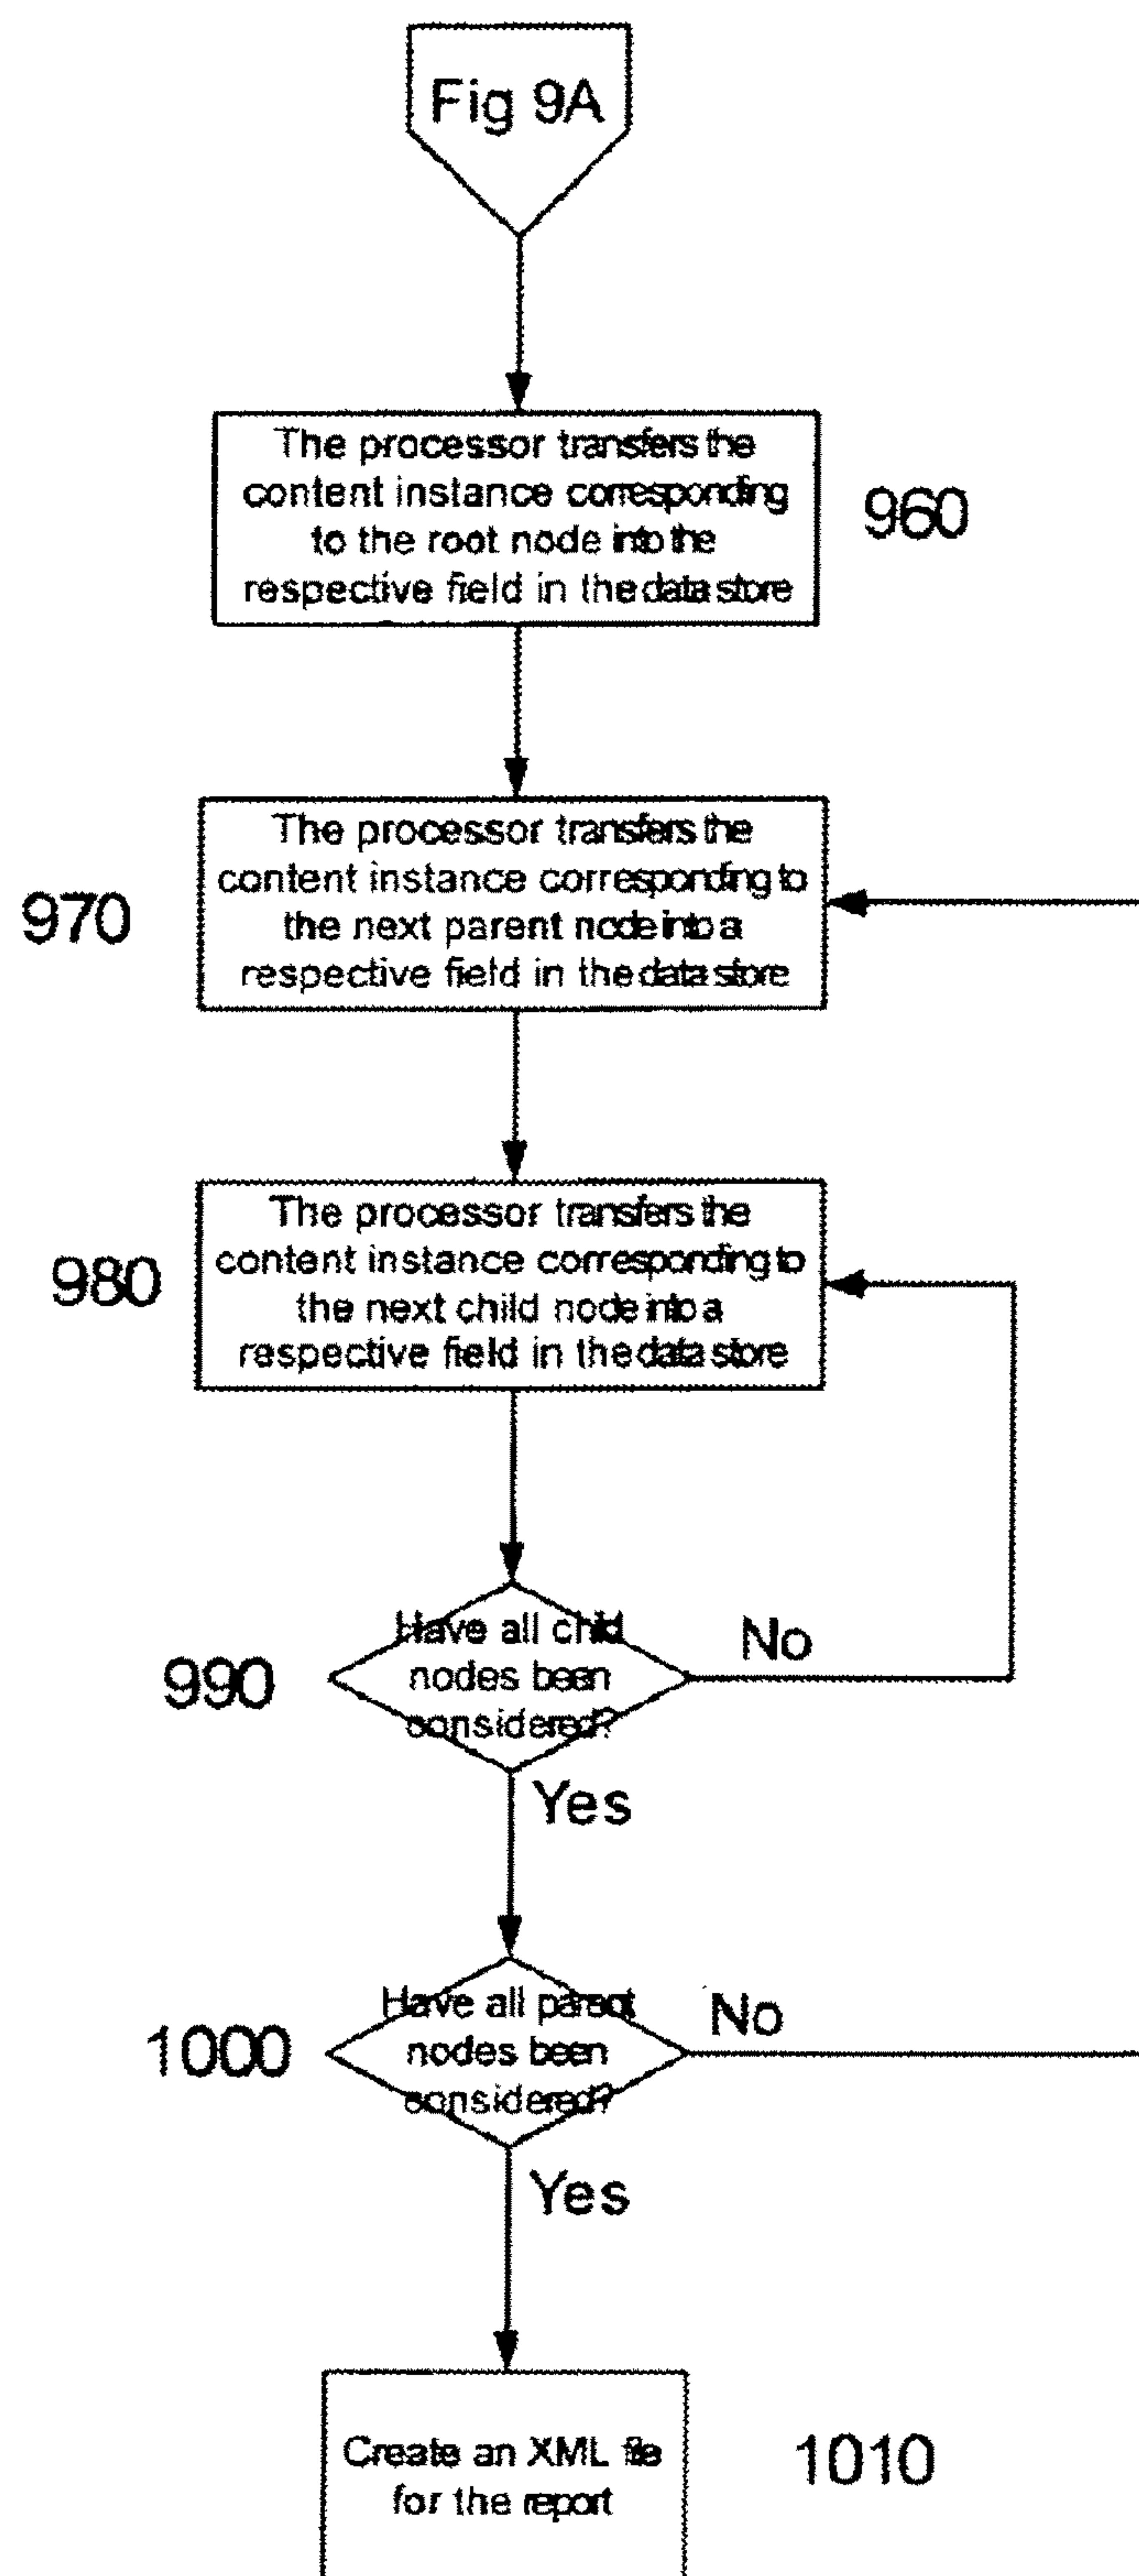 Fig 9A
The processor transfers the
content instance corresponding
to the root node into the
respective field in the data store
960
The processor transfers the
content instance corresponding to
the next parent node into a
respective field in the data store
970
The processor transfers the
content instance corresponding to
the next child node into a
respective field in the data store
980
Have all child
nodes been
considered?
990
No
Yes
Have all parent
nodes been
considered?
1000
No
Yes
Create an XML file
for the report
1010